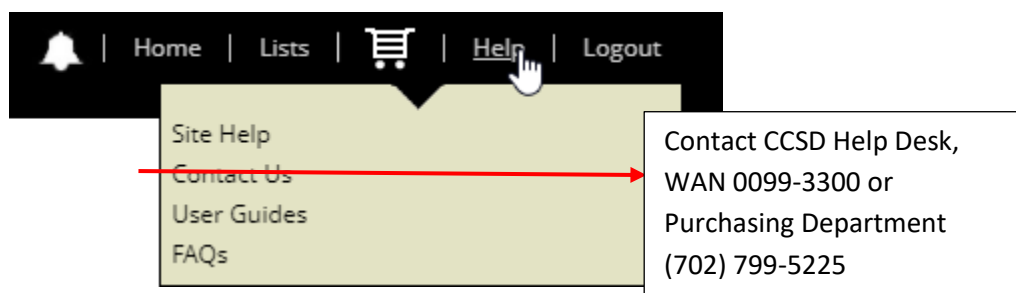 Home | Lists | | Help | Logout
Site Help
Contact Us
User Guides
FAQs
Contact CCSD Help Desk,
WAN 0099-3300 or
Purchasing Department
(702) 799-5225